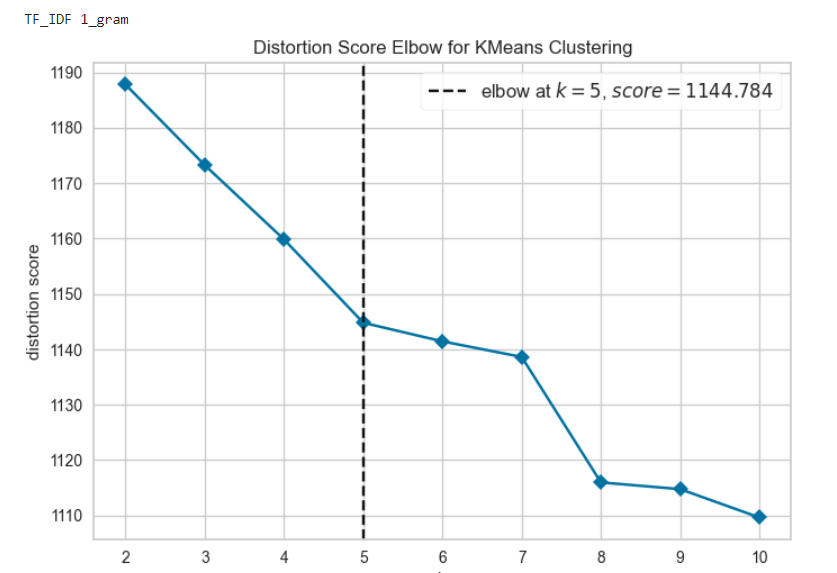 TF_IDF 1_gram
Distortion Score Elbow for KMeans Clustering
elbow at k = 5, score = 1144.784
distortion score
1190
1180
1170
1160
1150
1140
1130
1120
1110
2 3 4 5 6 7 8 9 10